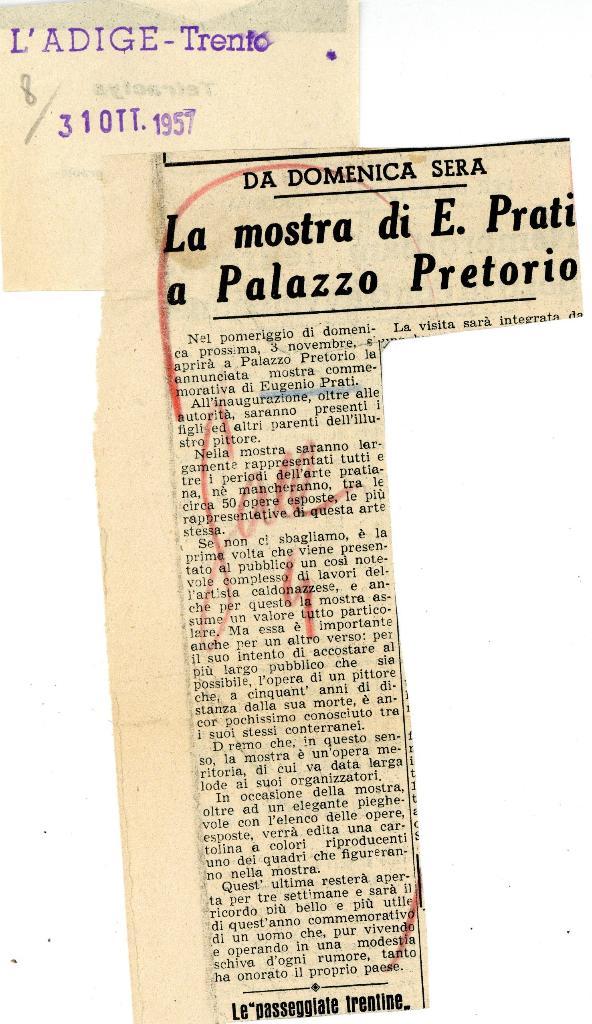 L'ADIGE-Trento
8/
31 OTT. 1957
DA DOMENICA SERA
La mostra di E. Prati
a Palazzo Pretorio
Nel pomeriggio di domeni-
ca prossima, 3 novembre, s'
aprirà a Palazzo Pretorio la
annunciata mostra comme-
morativa di Eugenio Prati.
All'inaugurazione, oltre alle
autorità, saranno presenti i
figli ed altri parenti dell'illu-
stro pittore.
Nella mostra saranno lar-
gamente rappresentati tutti e
tre i periodi dell'arte pratia-
na, nè mancheranno, tra le
circa 50 opere esposte, le più
rappresentative di questa arte
stessa.
Se non ci sbagliamo, è la
prima volta che viene presen-
tato al pubblico un così note-
vole complesso di lavori del-
l'artista caldonazzese, e an-
che per questo la mostra as-
sume un valore tutto partico-
lare. Ma essa è importante
anche per un altro verso: per
il suo intento di accostare al
più largo pubblico che sia
possibile, l'opera di un pittore
che, a cinquant' anni di di-
stanza dalla sua morte, è an-
cor pochissimo conosciuto tra
i suoi stessi conterranei.
D remo che, in questo sen-
so, la mostra è un'opera me-
ritoria, di cui va data larga
lode ai suoi organizzatori.
In occasione della mostra,
oltre ad un elegante pieghe-
vole con l'elenco delle opere,
esposte, verrà edita una car-
tolina a colori riproducenti
uno dei quadri che figureran-
no nella mostra.
Quest' ultima resterà aper-
ta per tre settimane e sarà il
ricordo più bello e più utile
di quest'anno commemorativo
di un uomo che, pur vivendo
e operando in una modestia
schiva d'ogni rumore, tanto
ha onorato il proprio paese.
La visita sarà integrata da
Le "passeggiate trentine"